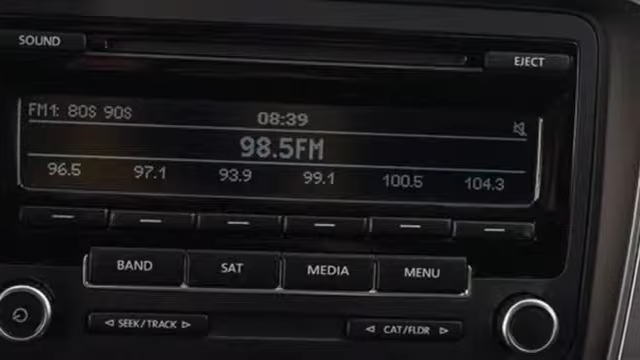 SOUND
EJECT
FM1: 80S 90S
08:39
98.5FM
96.5 97.1 93.9 99.1 100.5 104.3
BAND SAT MEDIA MENU
SEEK/TRACK CAT/FLDR